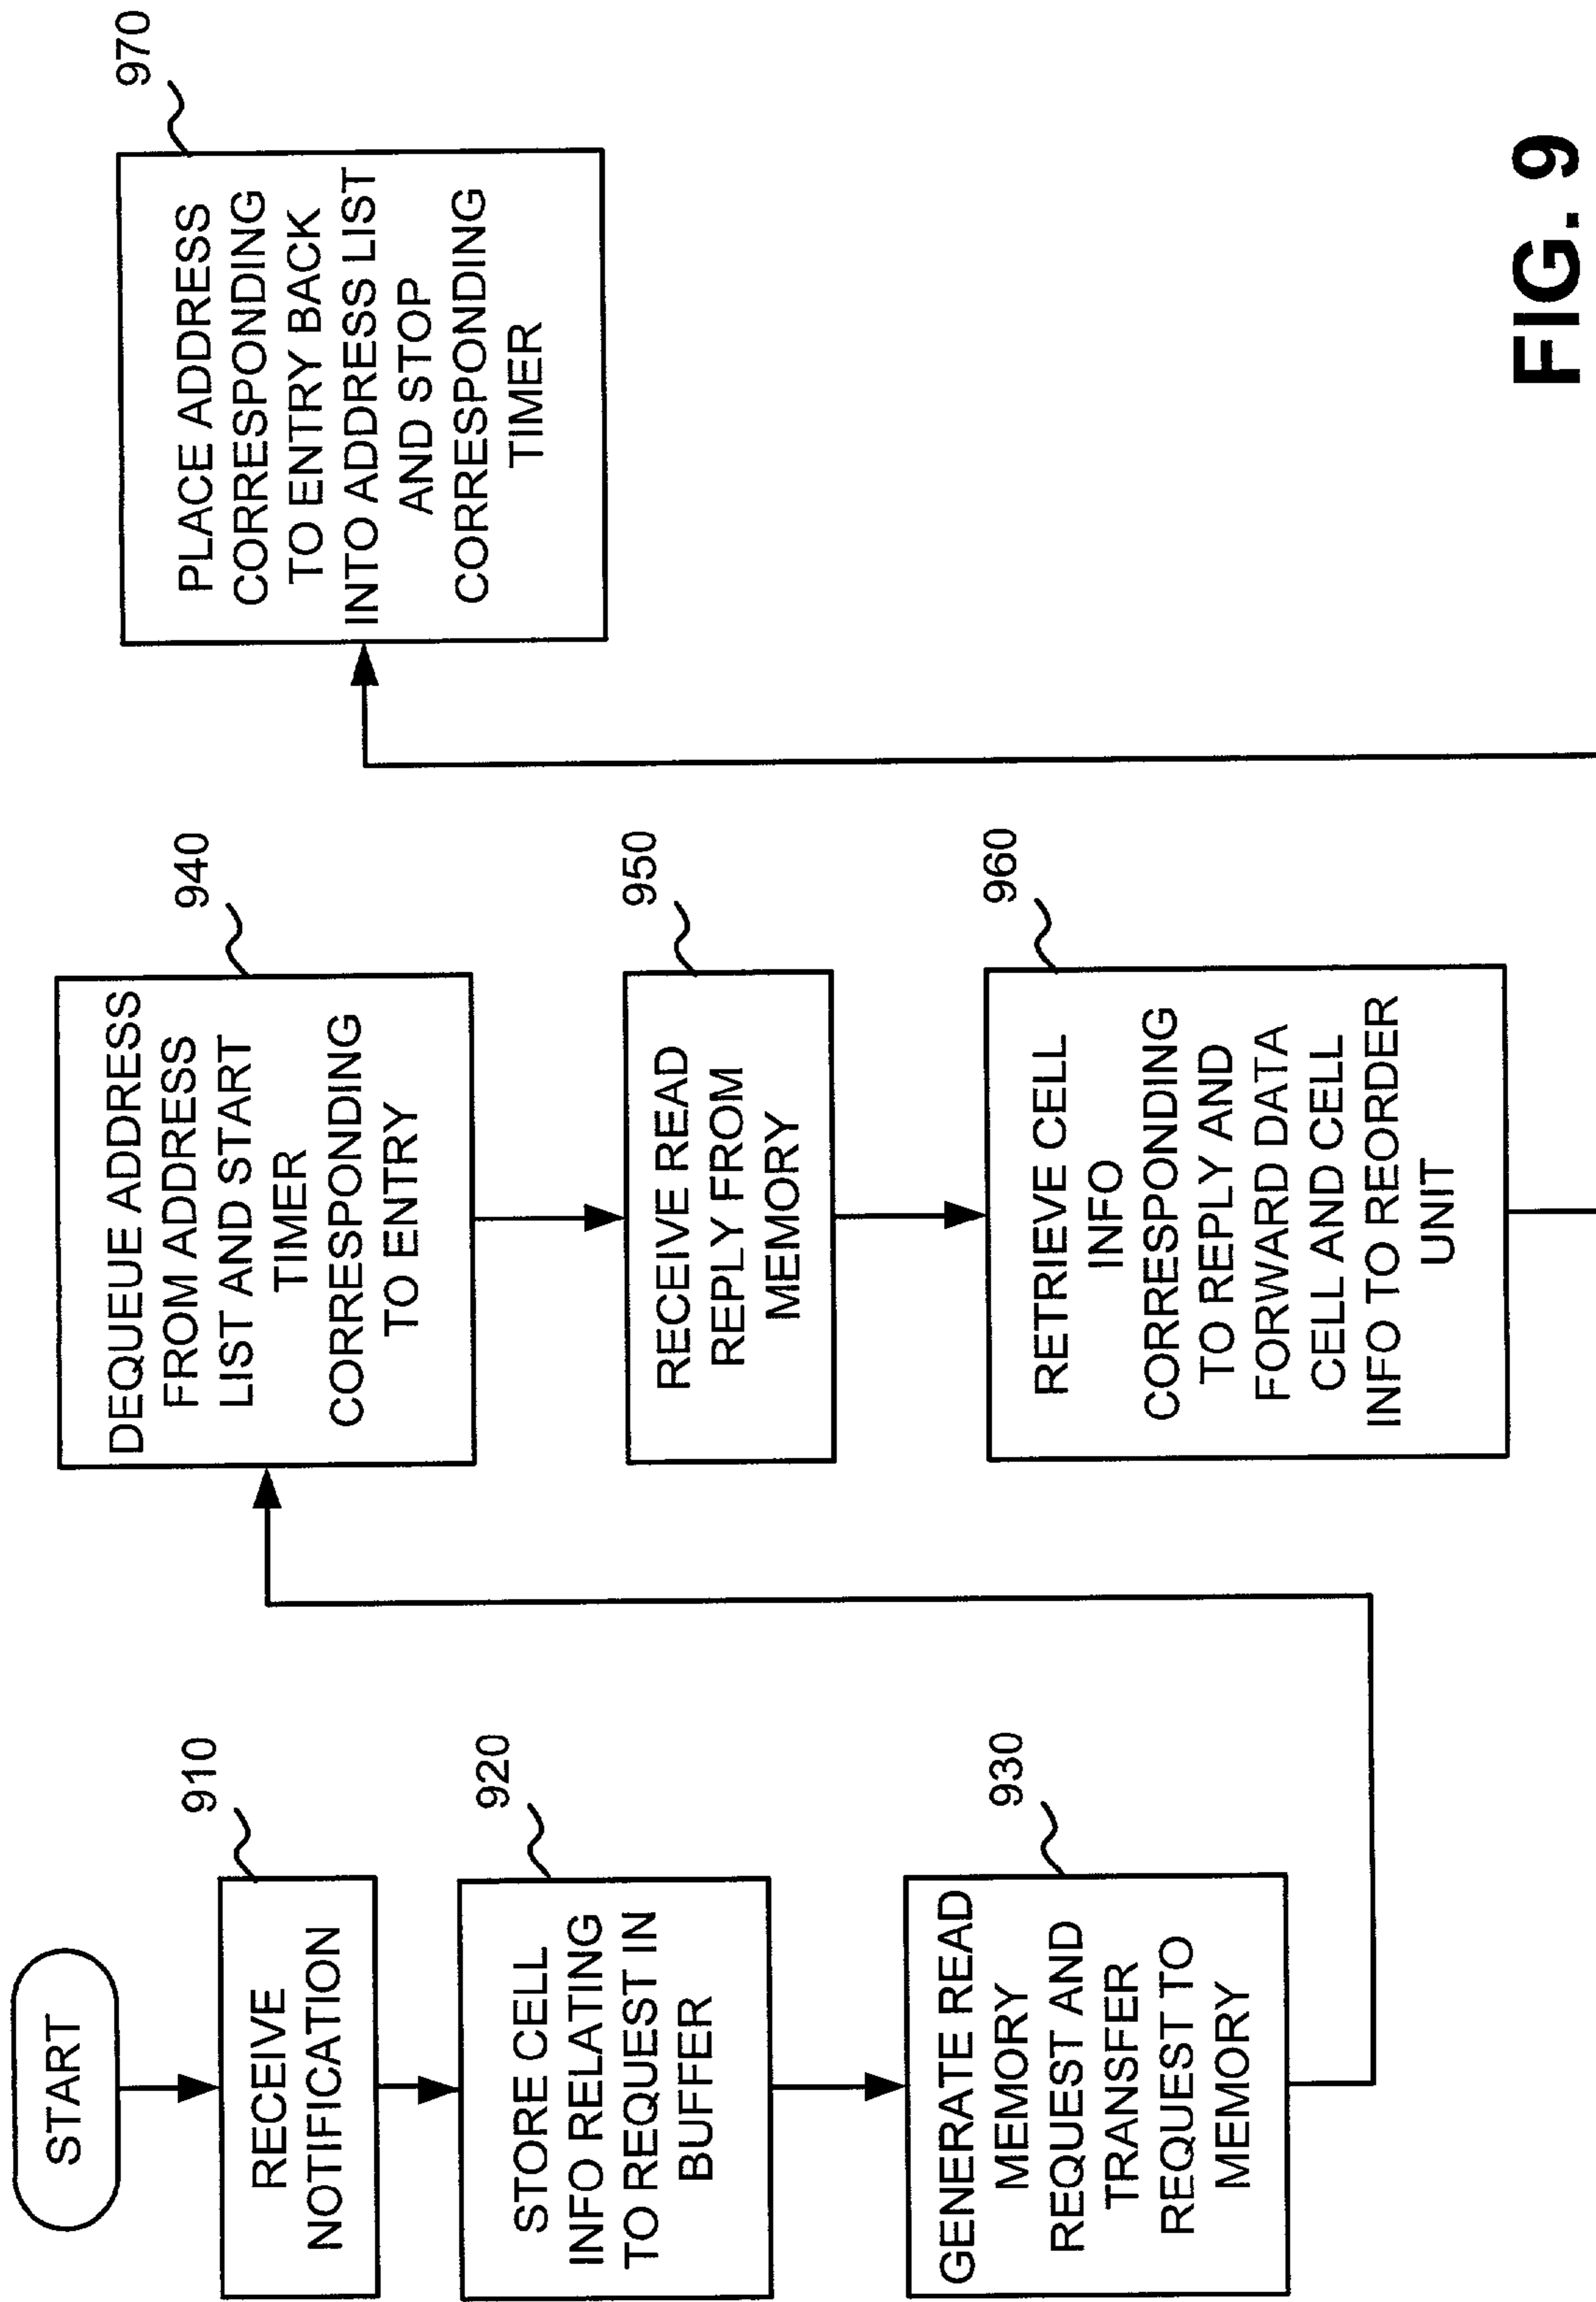 START
910
RECEIVE
NOTIFICATION
920
STORE CELL
INFO RELATING
TO REQUEST IN
BUFFER
930
GENERATE READ
MEMORY
REQUEST AND
TRANSFER
REQUEST TO
MEMORY
940
DEQUEUE ADDRESS
FROM ADDRESS
LIST AND START
TIMER
CORRESPONDING
TO ENTRY
950
RECEIVE READ
REPLY FROM
MEMORY
960
RETRIEVE CELL
INFO
CORRESPONDING
TO REPLY AND
FORWARD DATA
CELL AND CELL
INFO TO REORDER
UNIT
970
PLACE ADDRESS
CORRESPONDING
TO ENTRY BACK
INTO ADDRESS LIST
AND STOP
CORRESPONDING
TIMER
FIG. 9